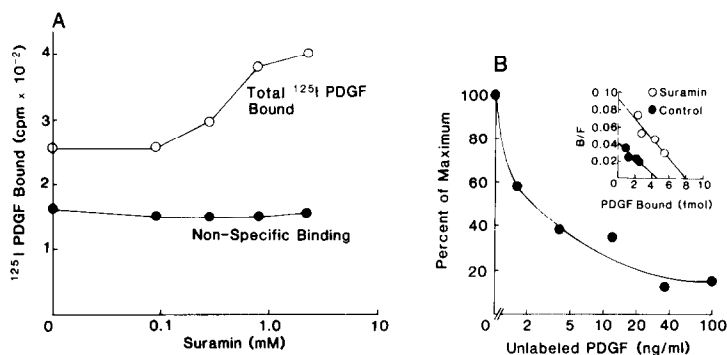 A
¹²⁵I PDGF Bound (cpm × 10⁻²)
4
3
2
1
Total ¹²⁵I PDGF
Bound
Non-Specific Binding
0
0.1
1.0
10
Suramin (mM)
B
Percent of Maximum
100
80
60
40
20
0
2
5
10
20
40
100
Unlabeled PDGF (ng/ml)
B/F
0.10
0.08
0.06
0.04
0.02
Suramin
Control
0
2
4
6
8
10
PDGF Bound (fmol)